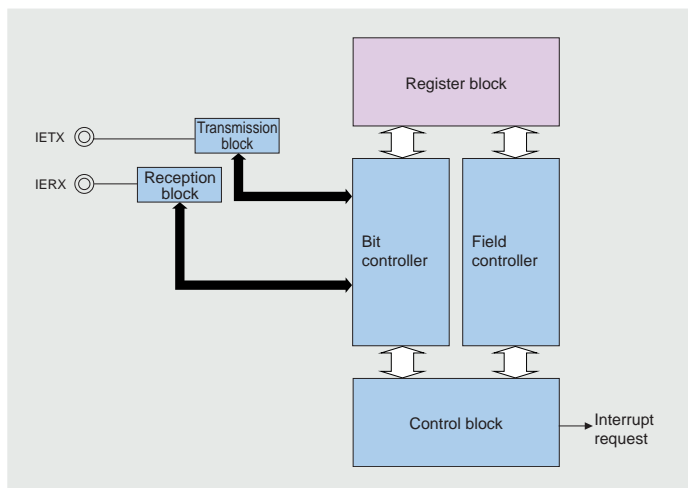 Register block
IETX
Transmission
block
IERX
Reception
block
Bit
controller
Field
controller
Control block
Interrupt
request